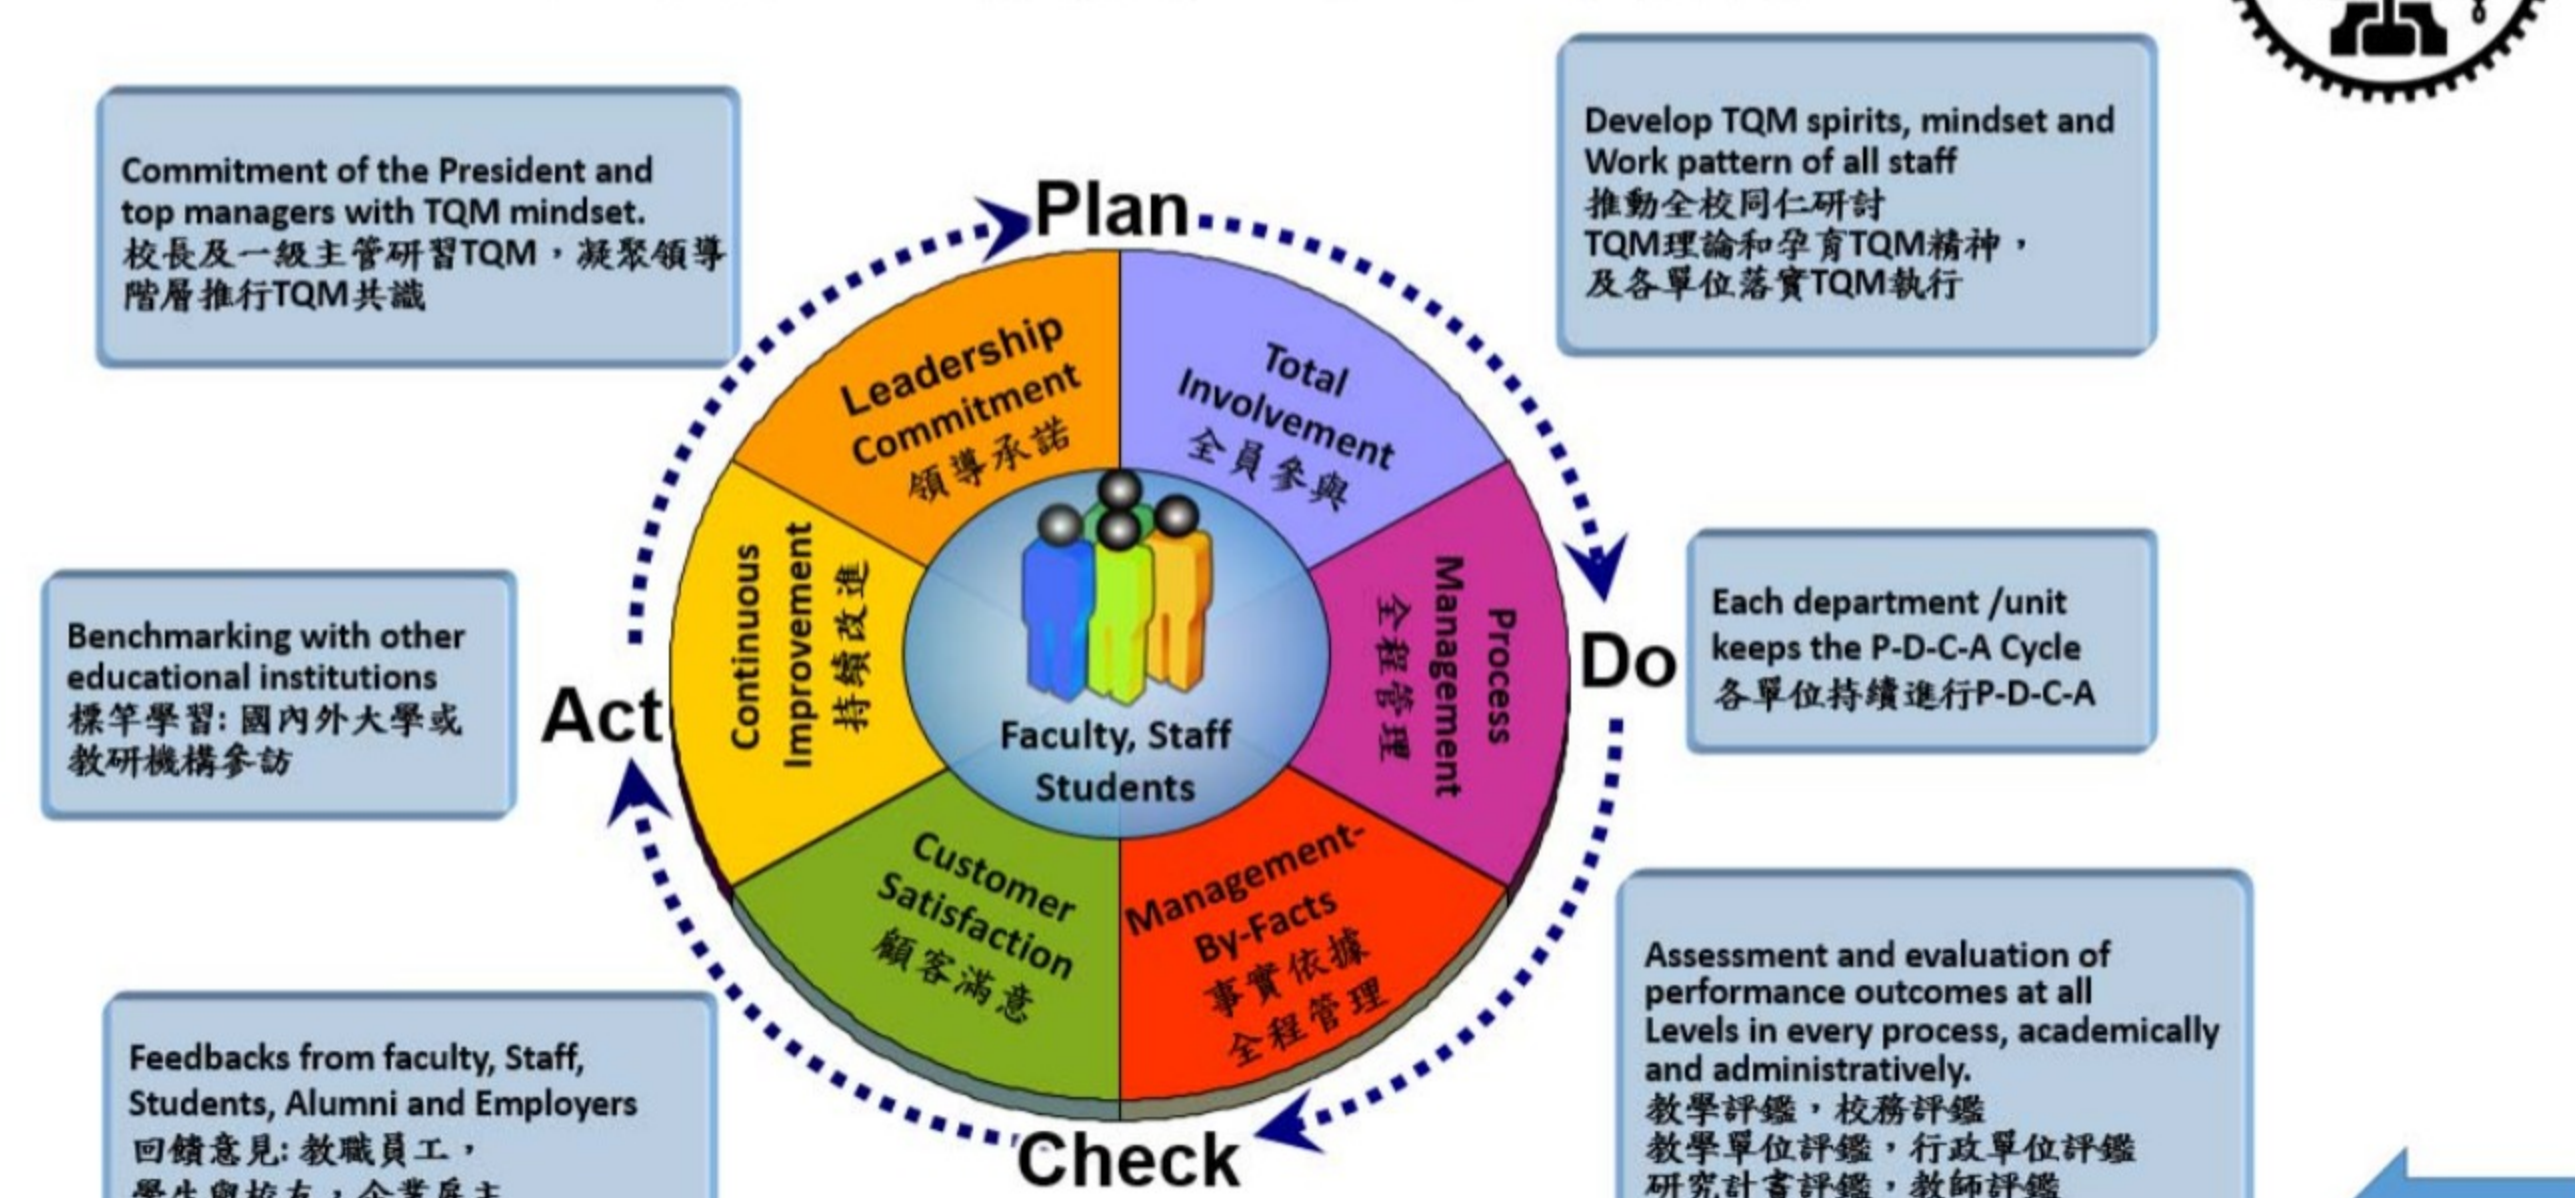 Commitment of the President and
top managers with TQM mindset.
校長及一級主管研習TQM，凝聚領導
階層推行TQM共識
Develop TQM spirits, mindset and
Work pattern of all staff
推動全校同仁研討
TQM理論和孕育TQM精神，
及各單位落實TQM執行
Plan
Leadership
Commitment
領導承諾
Total
Involvement
全員參與
Benchmarking with other
educational institutions
標竿學習: 國內外大學或
教研機構參訪
Act
Continuous
Improvement
持續改進
Faculty, Staff
Students
Process
Management
全程管理
Do
Each department /unit
keeps the P-D-C-A Cycle
各單位持續進行P-D-C-A
Customer
Satisfaction
顧客滿意
Management-
By-Facts
事實依據
全程管理
Check
Feedbacks from faculty, Staff,
Students, Alumni and Employers
回饋意見: 教職員工，
學生與校友，企業雇主
Assessment and evaluation of
performance outcomes at all
Levels in every process, academically
and administratively.
教學評鑑，校務評鑑
教學單位評鑑，行政單位評鑑
研究計畫評鑑，教師評鑑